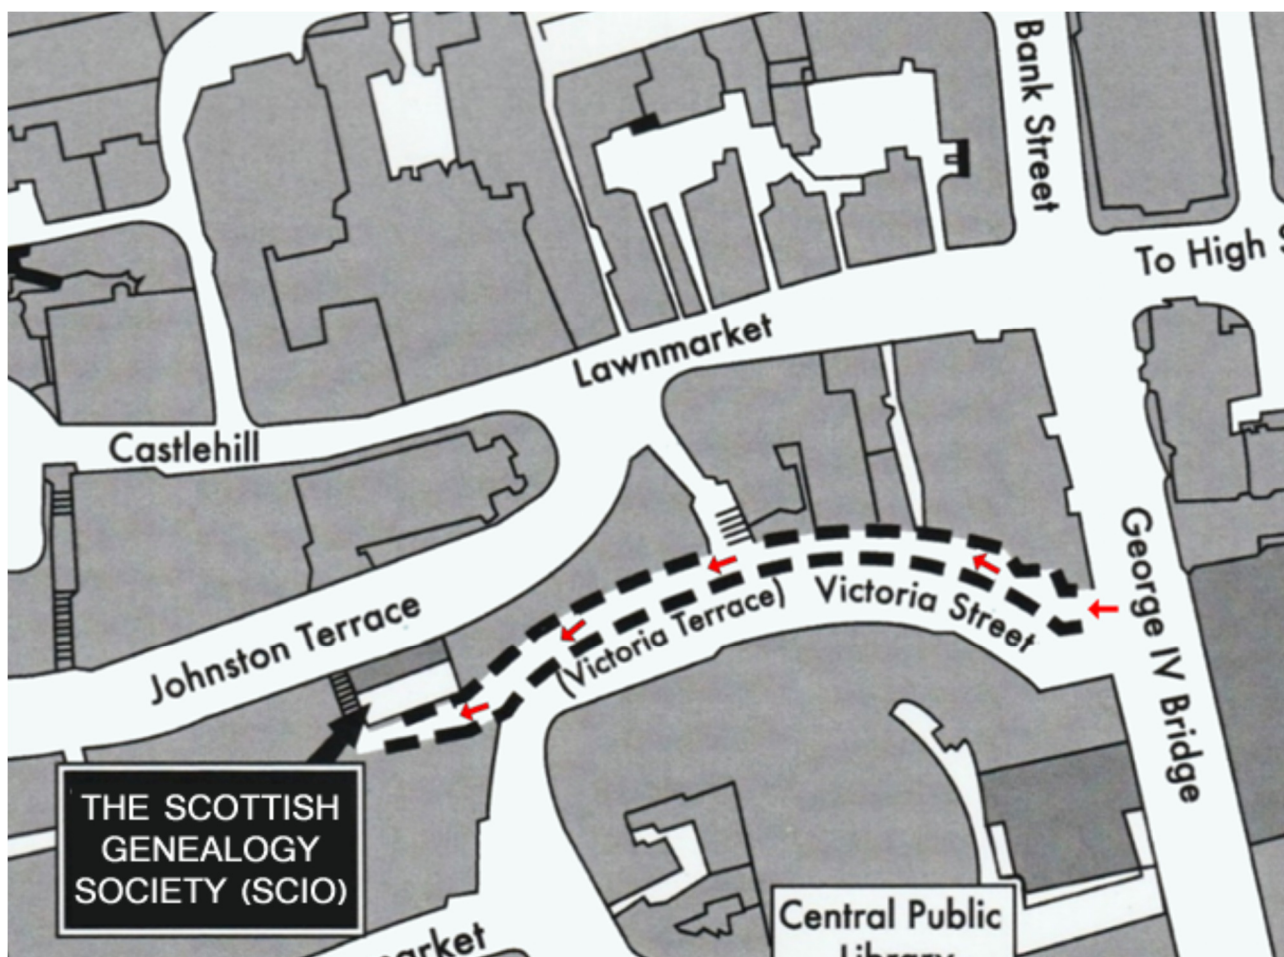 Bank Street
To High
Lawnmarket
Castlehill
George IV Bridge
Victoria Street
(Victoria Terrace)
Johnston Terrace
THE SCOTTISH
GENEALOGY
SOCIETY (SCIO)
Central Public
Library